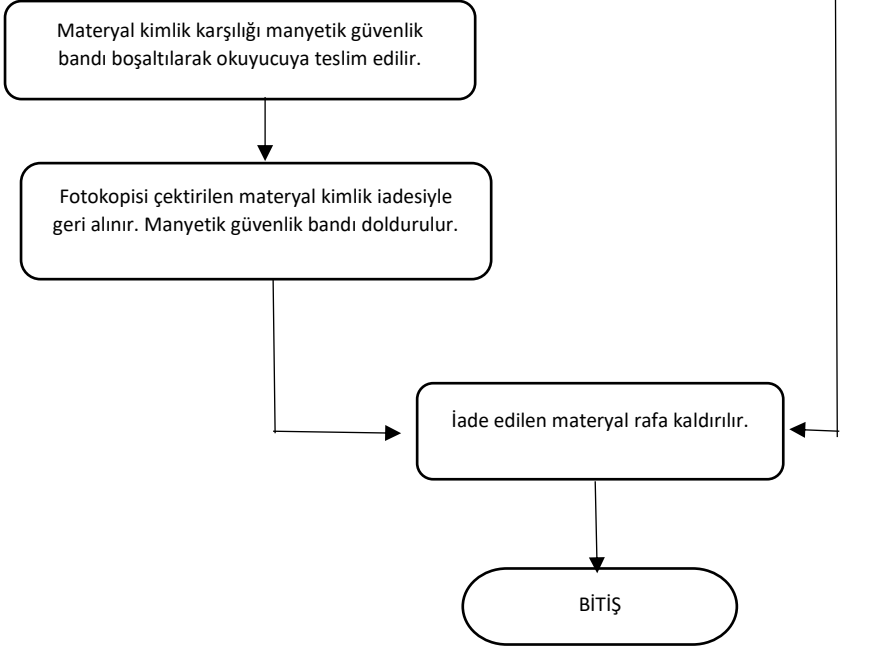 Materyal kimlik karşılığı manyetik güvenlik
bandı boşaltılarak okuyucuya teslim edilir.
Fotokopisi çektirilen materyal kimlik iadesiyle
geri alınır. Manyetik güvenlik bandı doldurulur.
İade edilen materyal rafa kaldırılır.
BİTİŞ